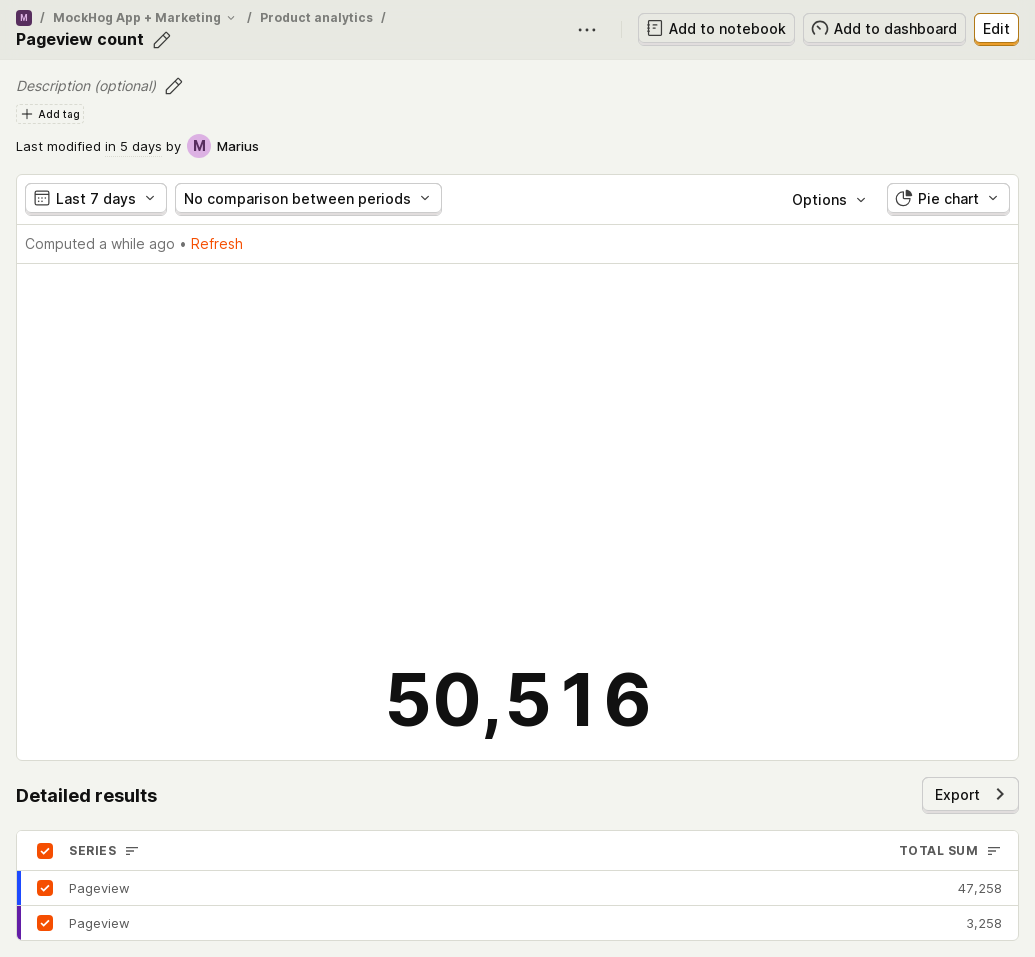 M / MockHog App + Marketing / Product analytics /
Pageview count
Add to notebook
Add to dashboard
Edit
Description (optional)
Add tag
Last modified in 5 days by M Marius
Last 7 days
No comparison between periods
Options
Pie chart
Computed a while ago • Refresh
50,516
Detailed results
Export
SERIES
TOTAL SUM
Pageview
47,258
Pageview
3,258